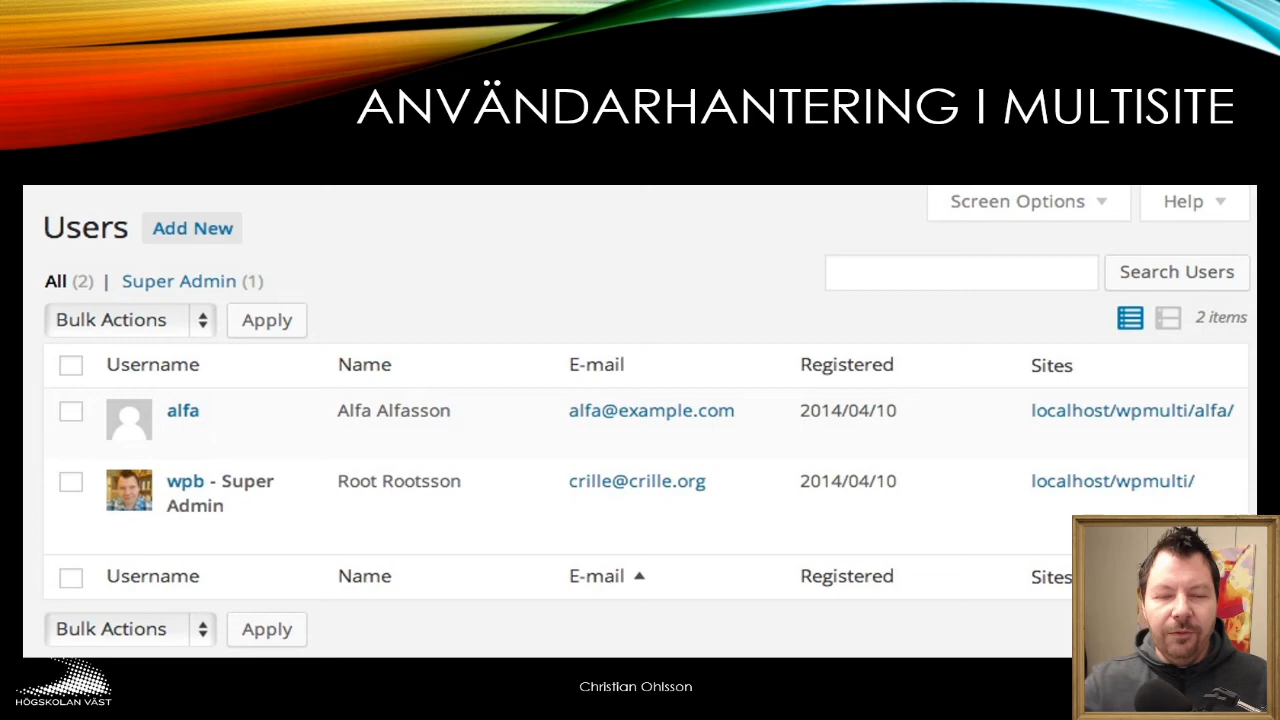 ANVÄNDARHANTERING I MULTISITE
Screen Options Help
Users Add New
All (2) | Super Admin (1) Search Users
Bulk Actions Apply 2 items
Username Name E-mail Registered Sites
alfa Alfa Alfasson alfa@example.com 2014/04/10 localhost/wpmulti/alfa/
wpb - Super Root Rootsson crille@crille.org 2014/04/10 localhost/wpmulti/
Admin
Username Name E-mail Registered Sites
Bulk Actions Apply
HÖGSKOLAN VÄST
Christian Ohlsson